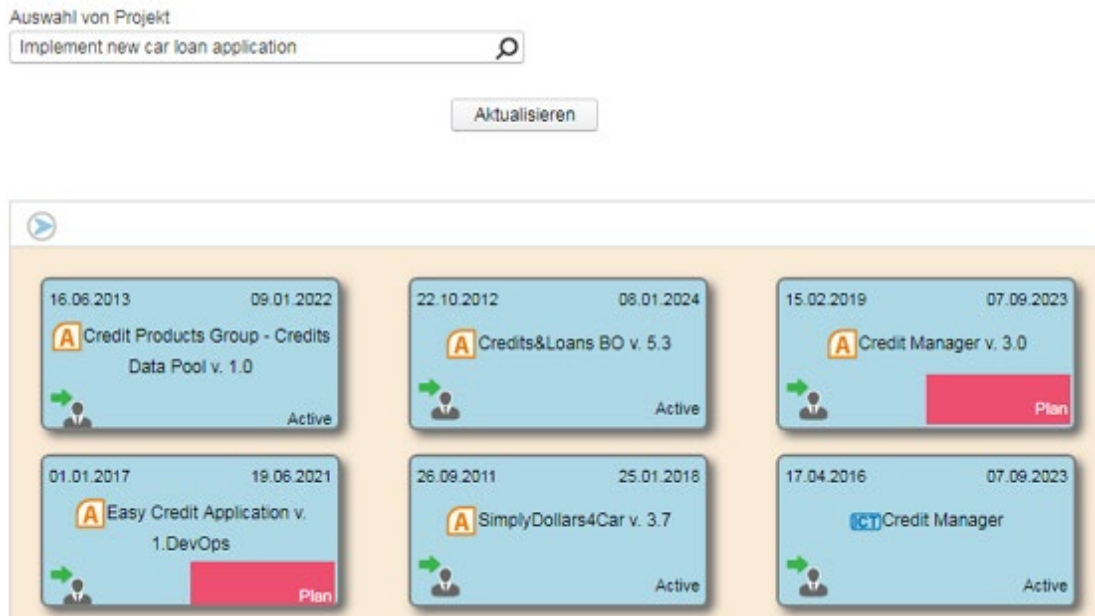 Auswahl von Projekt
Implement new car loan application
Aktualisieren
16.06.2013 09.01.2022
A Credit Products Group - Credits
Data Pool v. 1.0
Active
22.10.2012 08.01.2024
A Credits&Loans BO v. 5.3
Active
15.02.2019 07.09.2023
A Credit Manager v. 3.0
Plan
01.01.2017 19.06.2021
A Easy Credit Application v.
1.DevOps
Plan
26.09.2011 25.01.2018
A SimplyDollars4Car v. 3.7
Active
17.04.2016 07.09.2023
ICT Credit Manager
Active